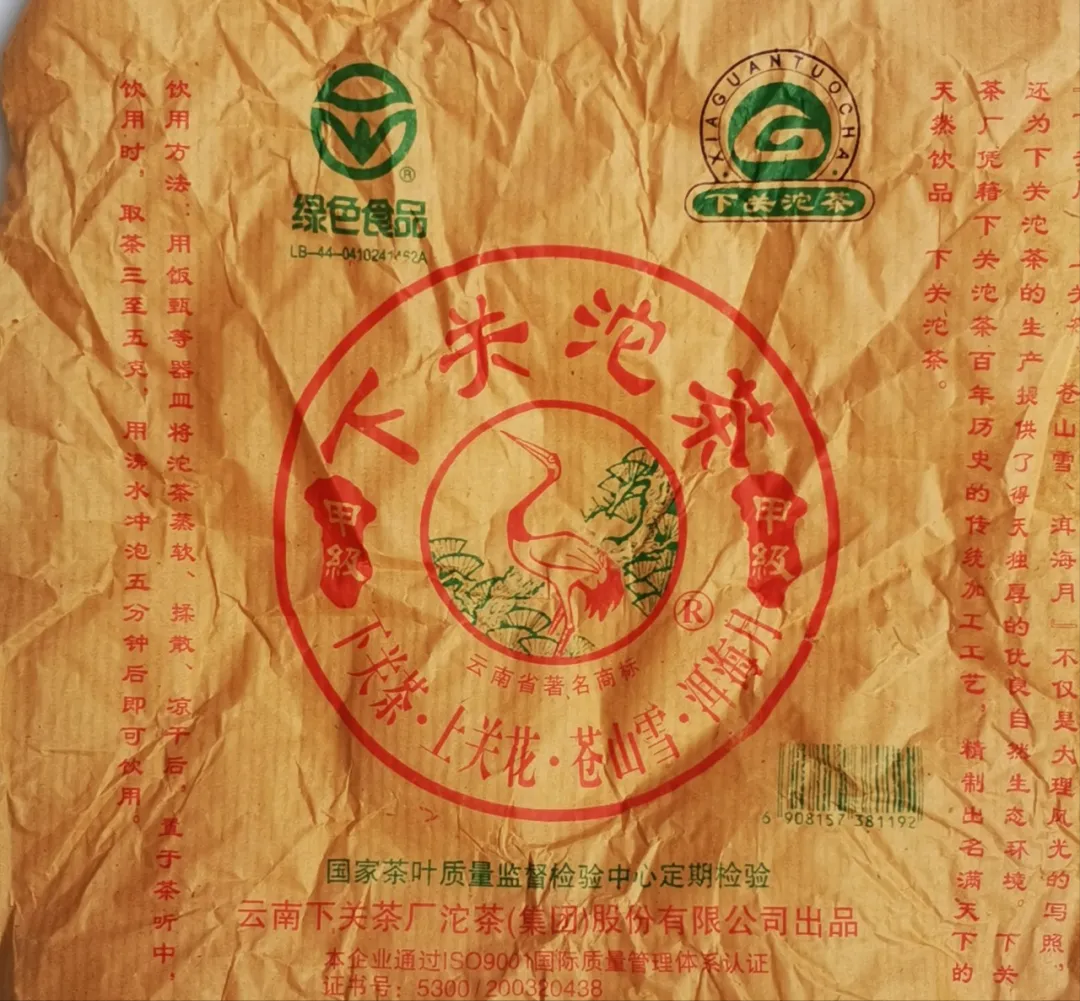 绿色食品
XIAGUANTUOCHA
下关沱茶
下关沱茶
甲級
甲級
云南省著名商标
下关茶·上关花·苍山雪·洱海月
苍山雪、洱海月』不仅是大理风光的写照，
还为下关沱茶的生产提供了得天独厚的优良自然生态环境。下关
茶厂凭藉下关沱茶百年历史的传统加工工艺，精制出名满天下的
天然饮品 下关沱茶。
饮用方法：用饭甄等器皿将沱茶蒸软、揉散、凉干后，置于茶听中，
饮用时，取茶三至五克，用沸水冲泡五分钟后即可饮用。
6 908157 381192
国家茶叶质量监督检验中心定期检验
云南下关茶厂沱茶(集团)股份有限公司出品
本企业通过ISO9001国际质量管理体系认证
证书号：5300/200320438